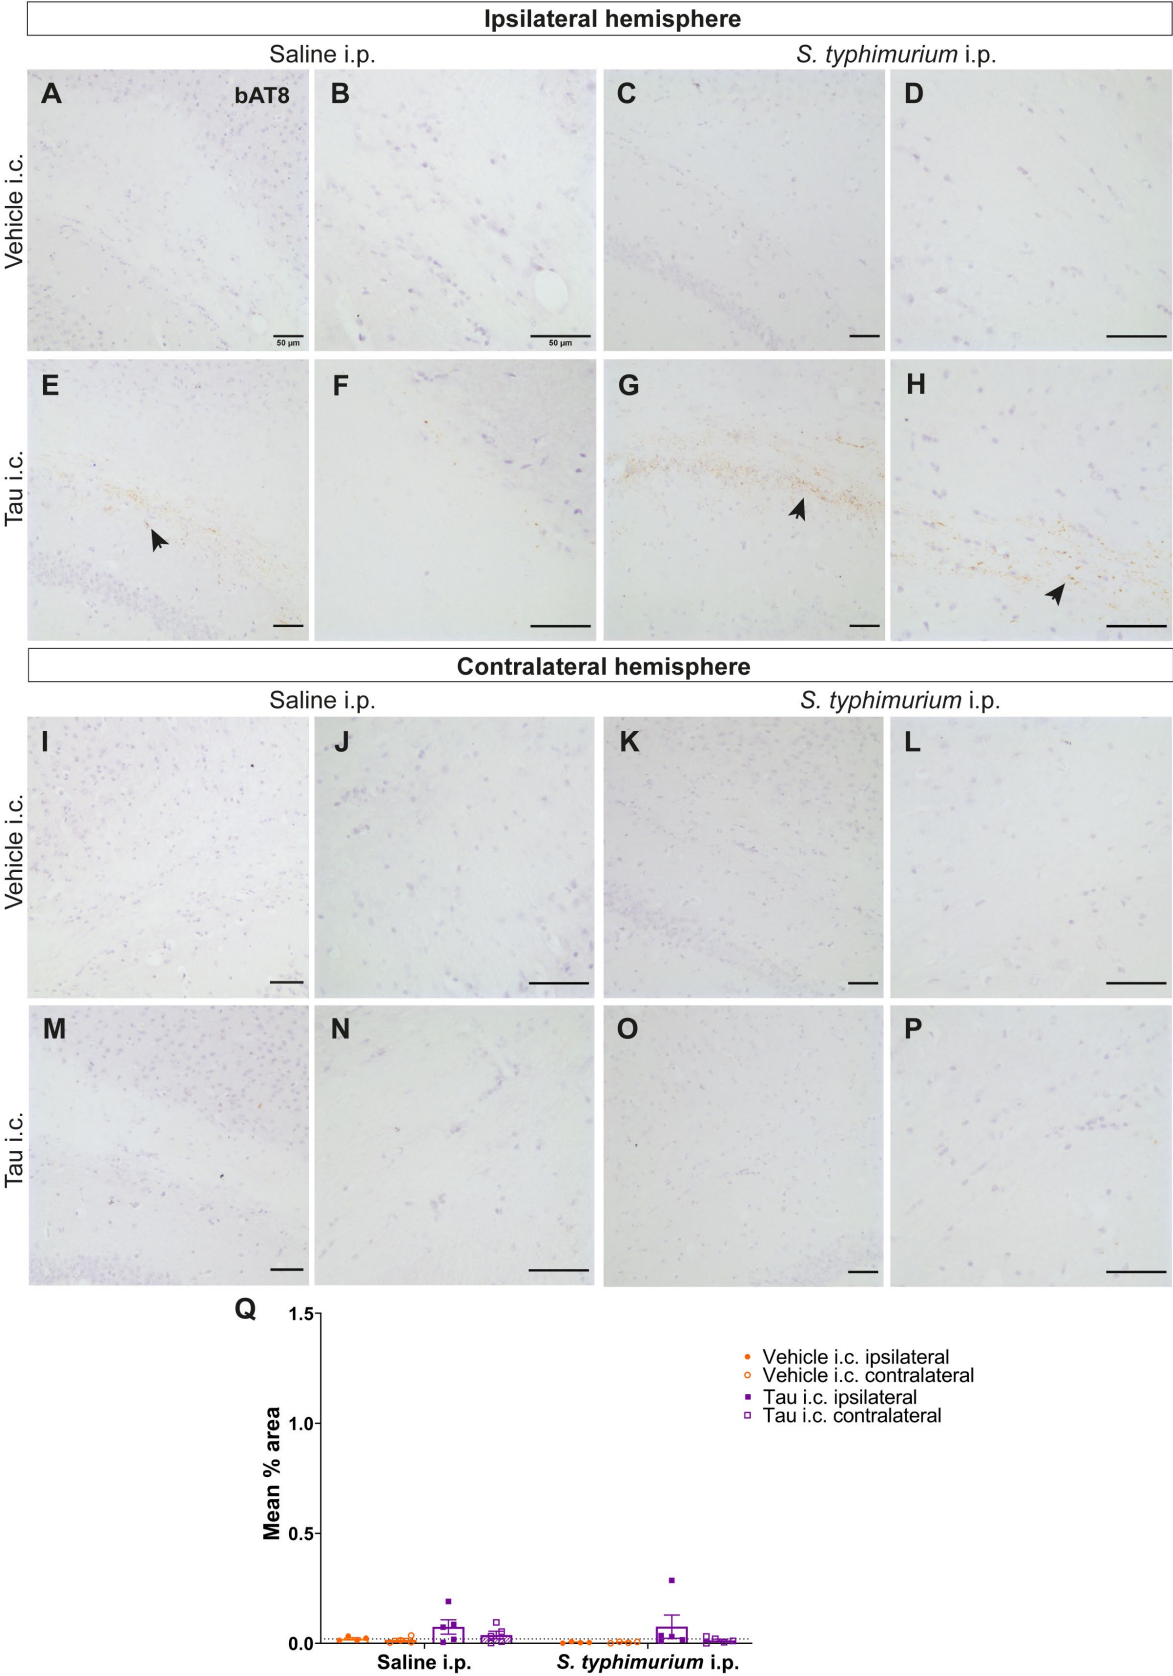 Ipsilateral hemisphere
Saline i.p.
S. typhimurium i.p.
Vehicle i.c.
A
bAT8
B
C
D
50 µm
50 µm
Tau i.c.
E
F
G
H
Contralateral hemisphere
Saline i.p.
S. typhimurium i.p.
Vehicle i.c.
I
J
K
L
Tau i.c.
M
N
O
P
Q
Mean % area
1.5
1.0
0.5
0.0
Vehicle i.c. ipsilateral
Vehicle i.c. contralateral
Tau i.c. ipsilateral
Tau i.c. contralateral
Saline i.p.
S. typhimurium i.p.